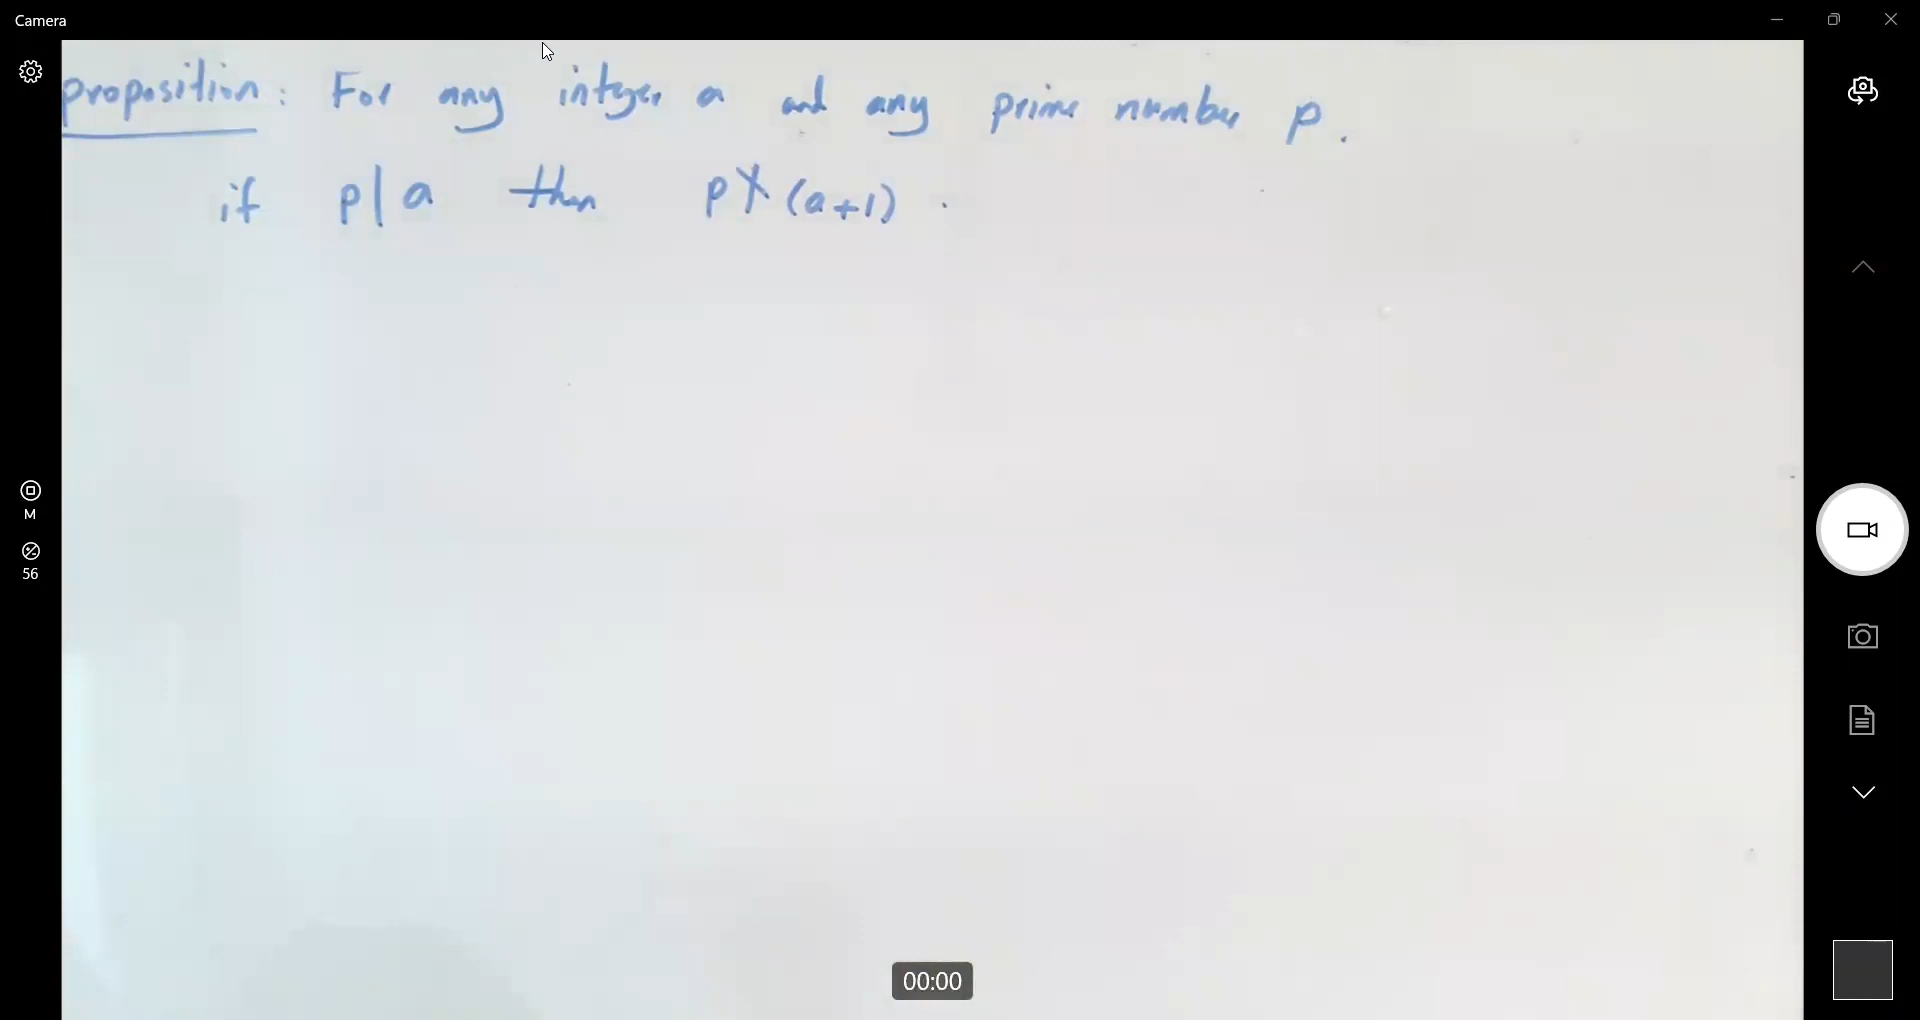 Camera
proposition: For any integer a and any prime number p.
if p|a then p∤(a+1).
M
56
00:00